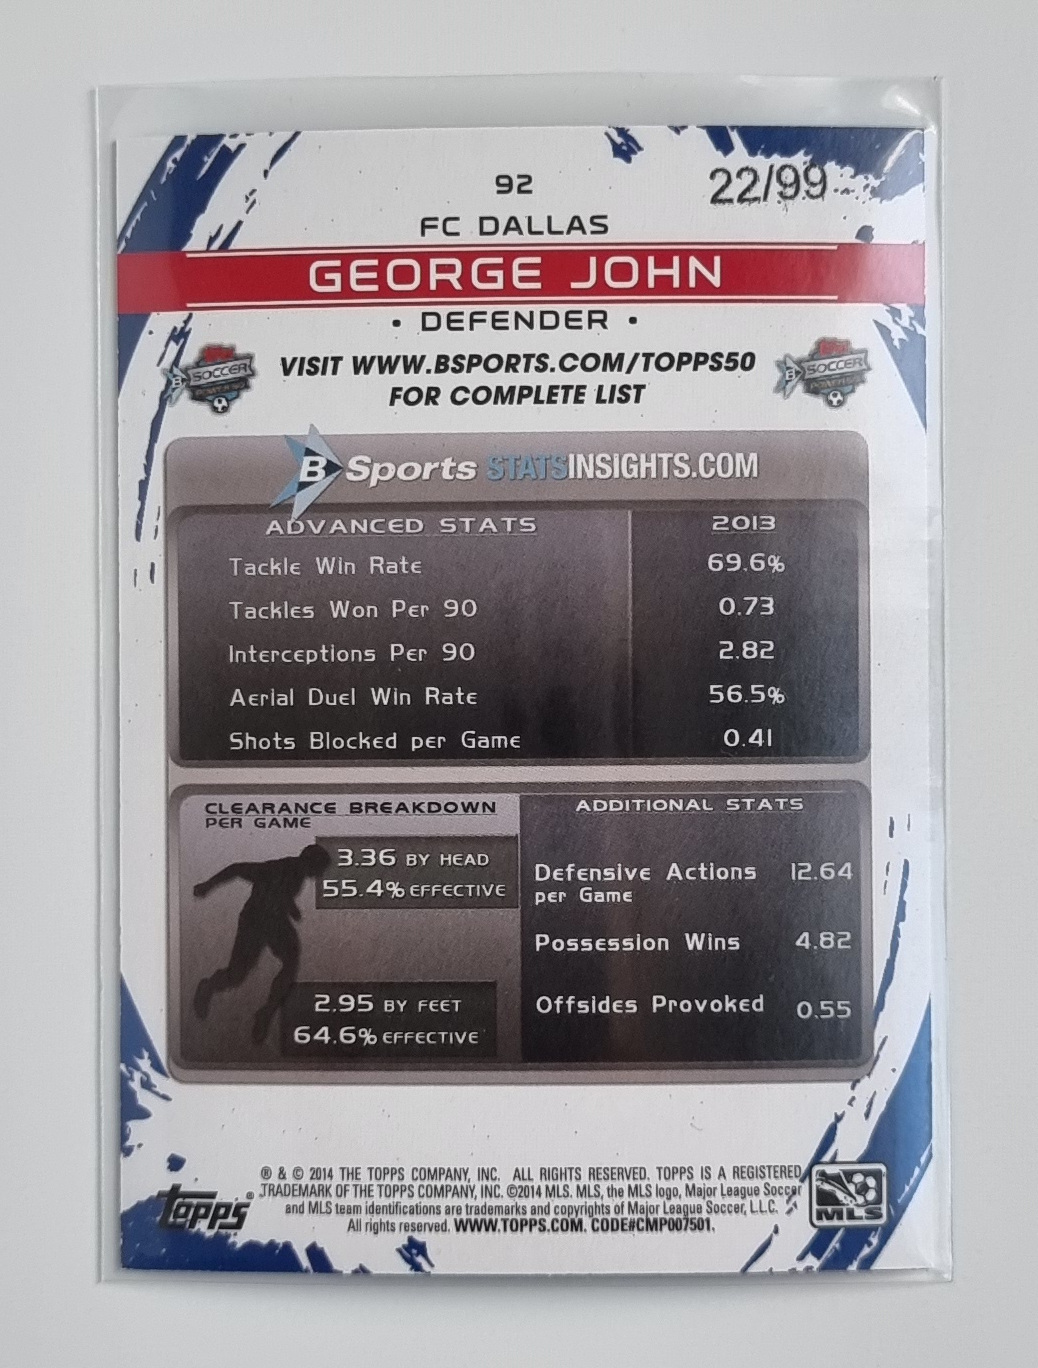 92
22/99
FC DALLAS
GEORGE JOHN
• DEFENDER •
VISIT WWW.BSPORTS.COM/TOPPS50
FOR COMPLETE LIST
SOCCER
SOCCER
B Sports STATSINSIGHTS.COM
ADVANCED STATS 2013
Tackle Win Rate 69.6%
Tackles Won Per 90 0.73
Interceptions Per 90 2.82
Aerial Duel Win Rate 56.5%
Shots Blocked per Game 0.41
CLEARANCE BREAKDOWN
PER GAME
3.36 BY HEAD
55.4% EFFECTIVE
2.95 BY FEET
64.6% EFFECTIVE
ADDITIONAL STATS
Defensive Actions 12.64
per Game
Possession Wins 4.82
Offsides Provoked 0.55
® & © 2014 THE TOPPS COMPANY, INC. ALL RIGHTS RESERVED. TOPPS IS A REGISTERED
TRADEMARK OF THE TOPPS COMPANY, INC. ©2014 MLS. MLS, the MLS logo, Major League Soccer
and MLS team identifications are trademarks and copyrights of Major League Soccer, L.L.C.
All rights reserved. WWW.TOPPS.COM. CODE#CMP007501.
topps®
MLS